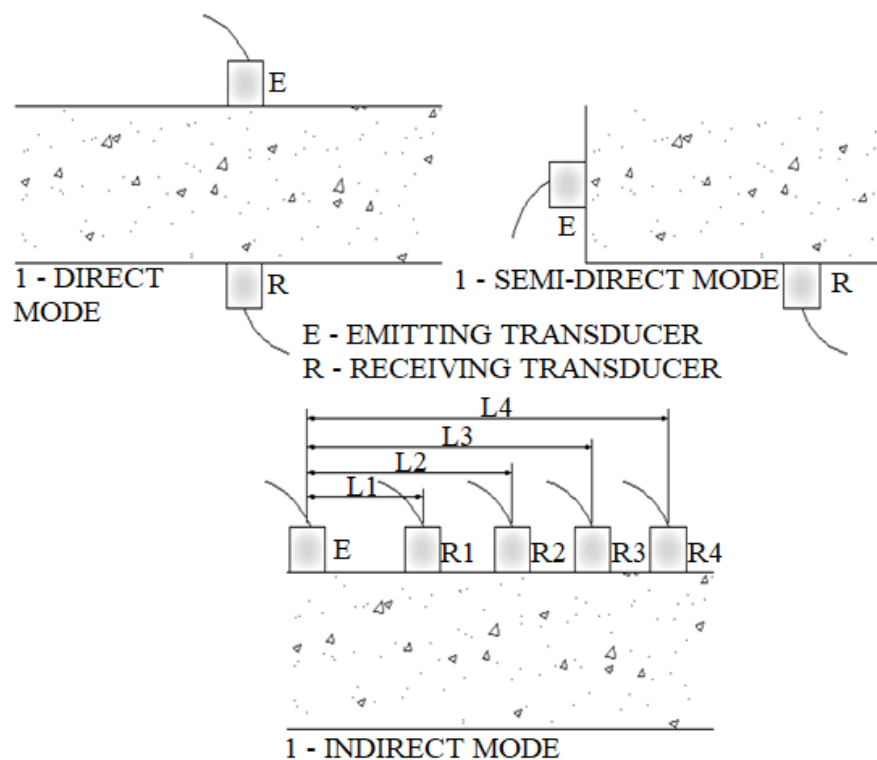 E
E
1 - DIRECT
MODE
R
1 - SEMI-DIRECT MODE
R
E - EMITTING TRANSDUCER
R - RECEIVING TRANSDUCER
L4
L3
L2
L1
E
R1
R2
R3
R4
1 - INDIRECT MODE